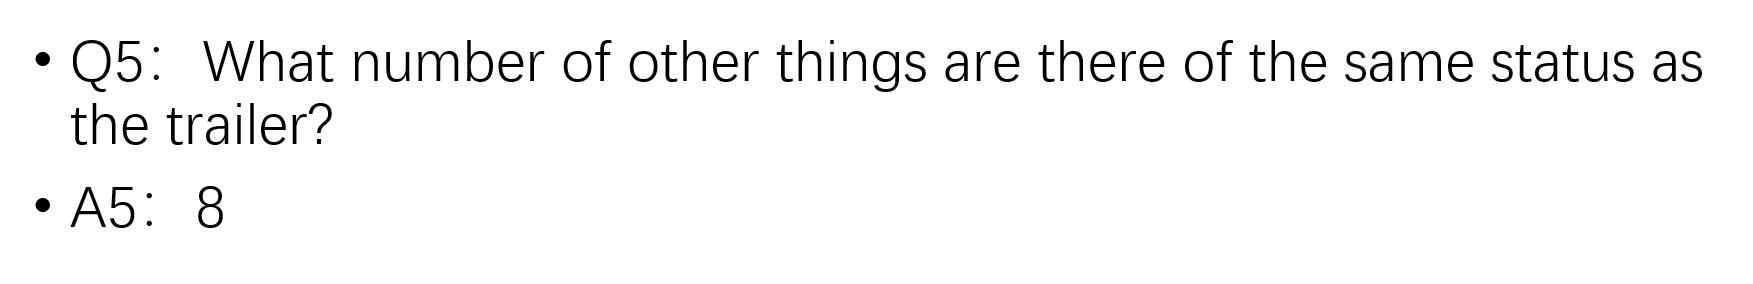 • Q5： What number of other things are there of the same status as
the trailer?
• A5： 8